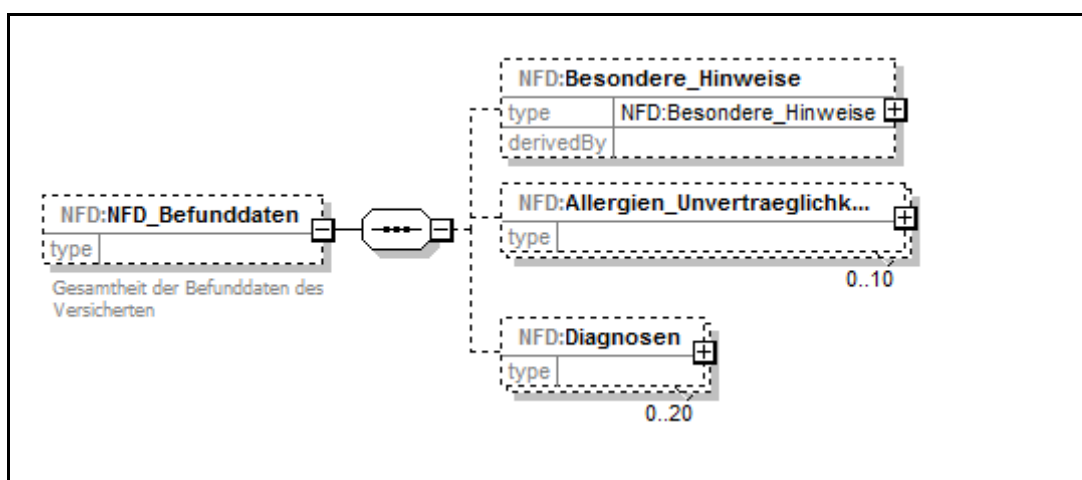 NFD:Besondere_Hinweise
type NFD:Besondere_Hinweise
derivedBy
NFD:Allergien_Unvertraeglichk...
type
0..10
NFD:NFD_Befunddaten
type
Gesamtheit der Befunddaten des
Versicherten
NFD:Diagnosen
type
0..20